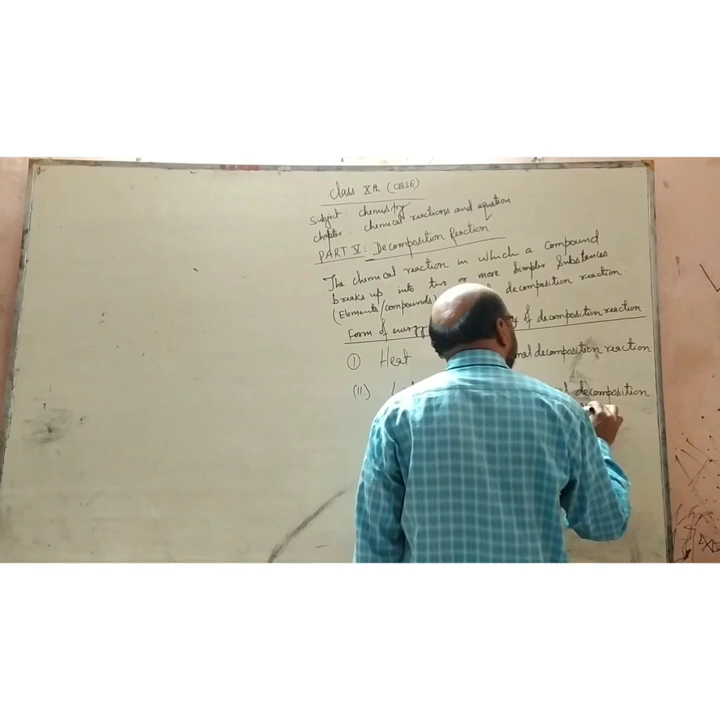 Class Xth (CBSE)
Subject: chemistry
chapter: chemical reactions and equation
PART V: Decomposition Reaction
The chemical reaction in which a compound
breaks up into two or more simpler substances
(Elements/compounds) decomposition reaction
Form of energy of decomposition reaction
(I) Heat decomposition reaction
(II) decomposition